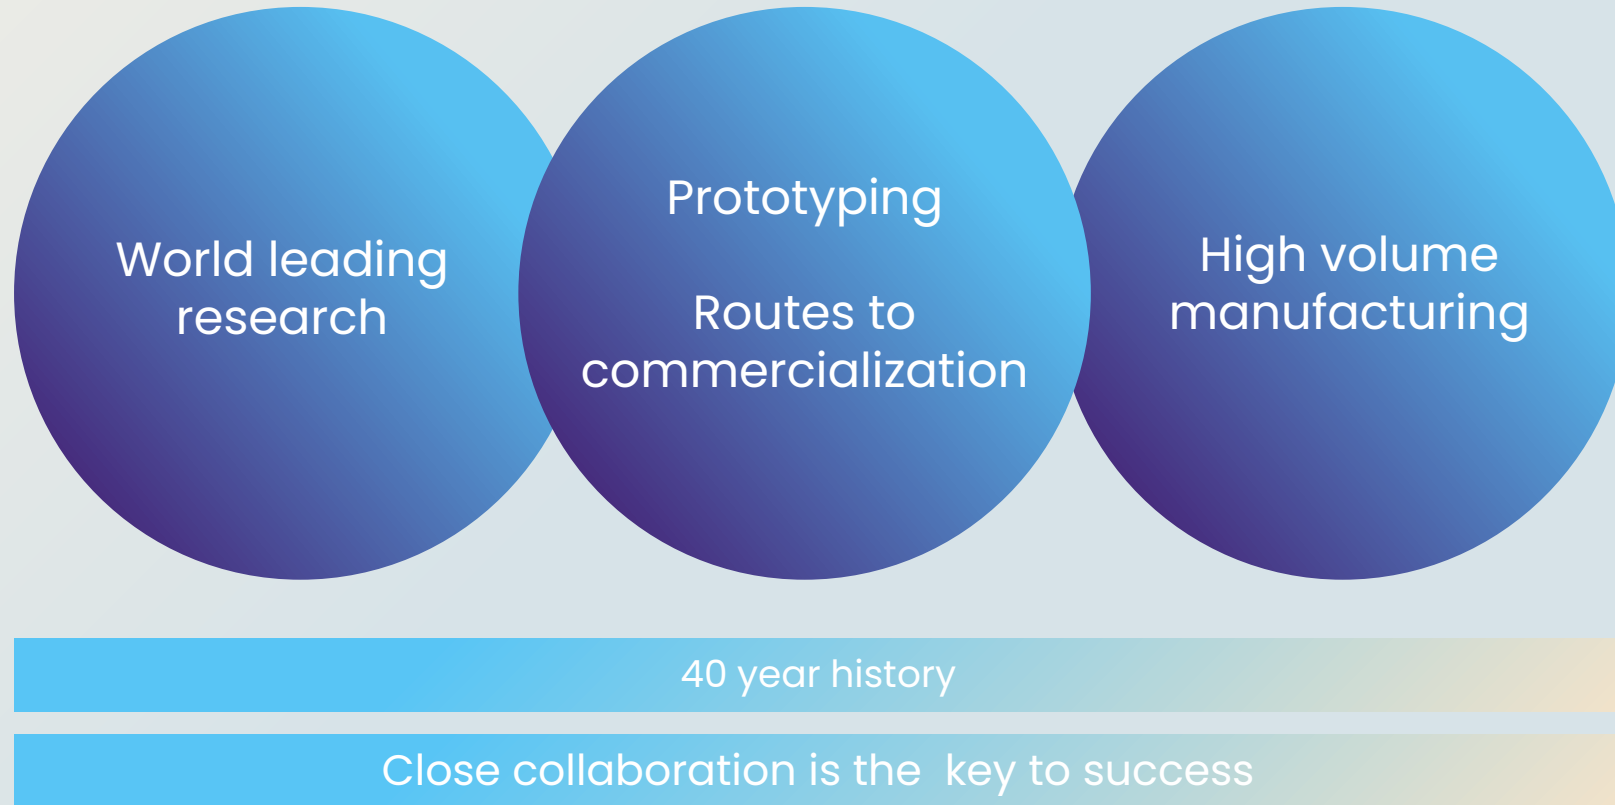 World leading
research
Prototyping
Routes to
commercialization
High volume
manufacturing
40 year history
Close collaboration is the  key to success